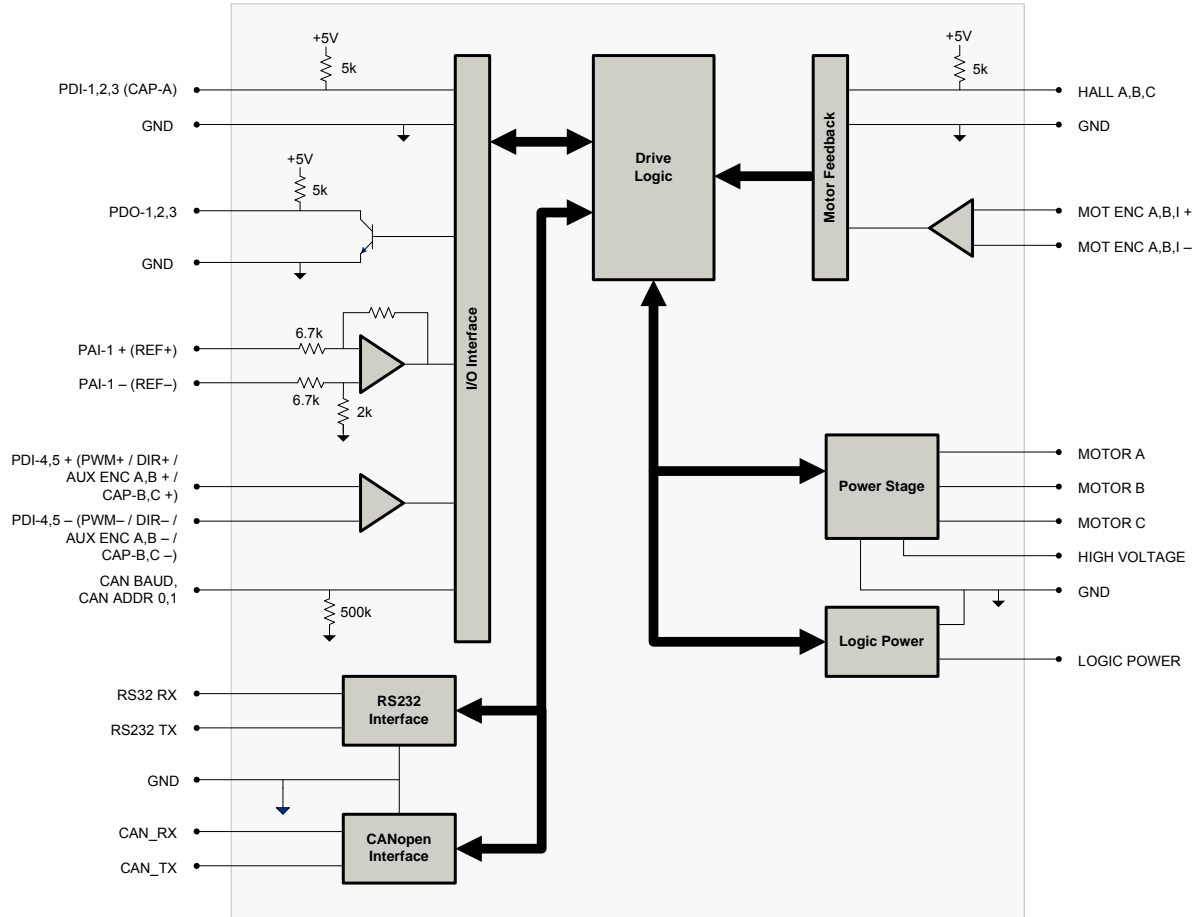 +5V
5k
PDI-1,2,3 (CAP-A)
GND
+5V
5k
PDO-1,2,3
GND
6.7k
PAI-1 + (REF+)
PAI-1 – (REF–)
6.7k
2k
PDI-4,5 + (PWM+ / DIR+ /
AUX ENC A,B + /
CAP-B,C +)
PDI-4,5 – (PWM– / DIR– /
AUX ENC A,B – /
CAP-B,C –)
CAN BAUD,
CAN ADDR 0,1
500k
I/O Interface
RS32 RX
RS232 TX
RS232
Interface
GND
CAN_RX
CAN_TX
CANopen
Interface
Drive
Logic
Motor Feedback
+5V
5k
HALL A,B,C
GND
MOT ENC A,B,I +
MOT ENC A,B,I –
Power Stage
MOTOR A
MOTOR B
MOTOR C
HIGH VOLTAGE
GND
Logic Power
LOGIC POWER